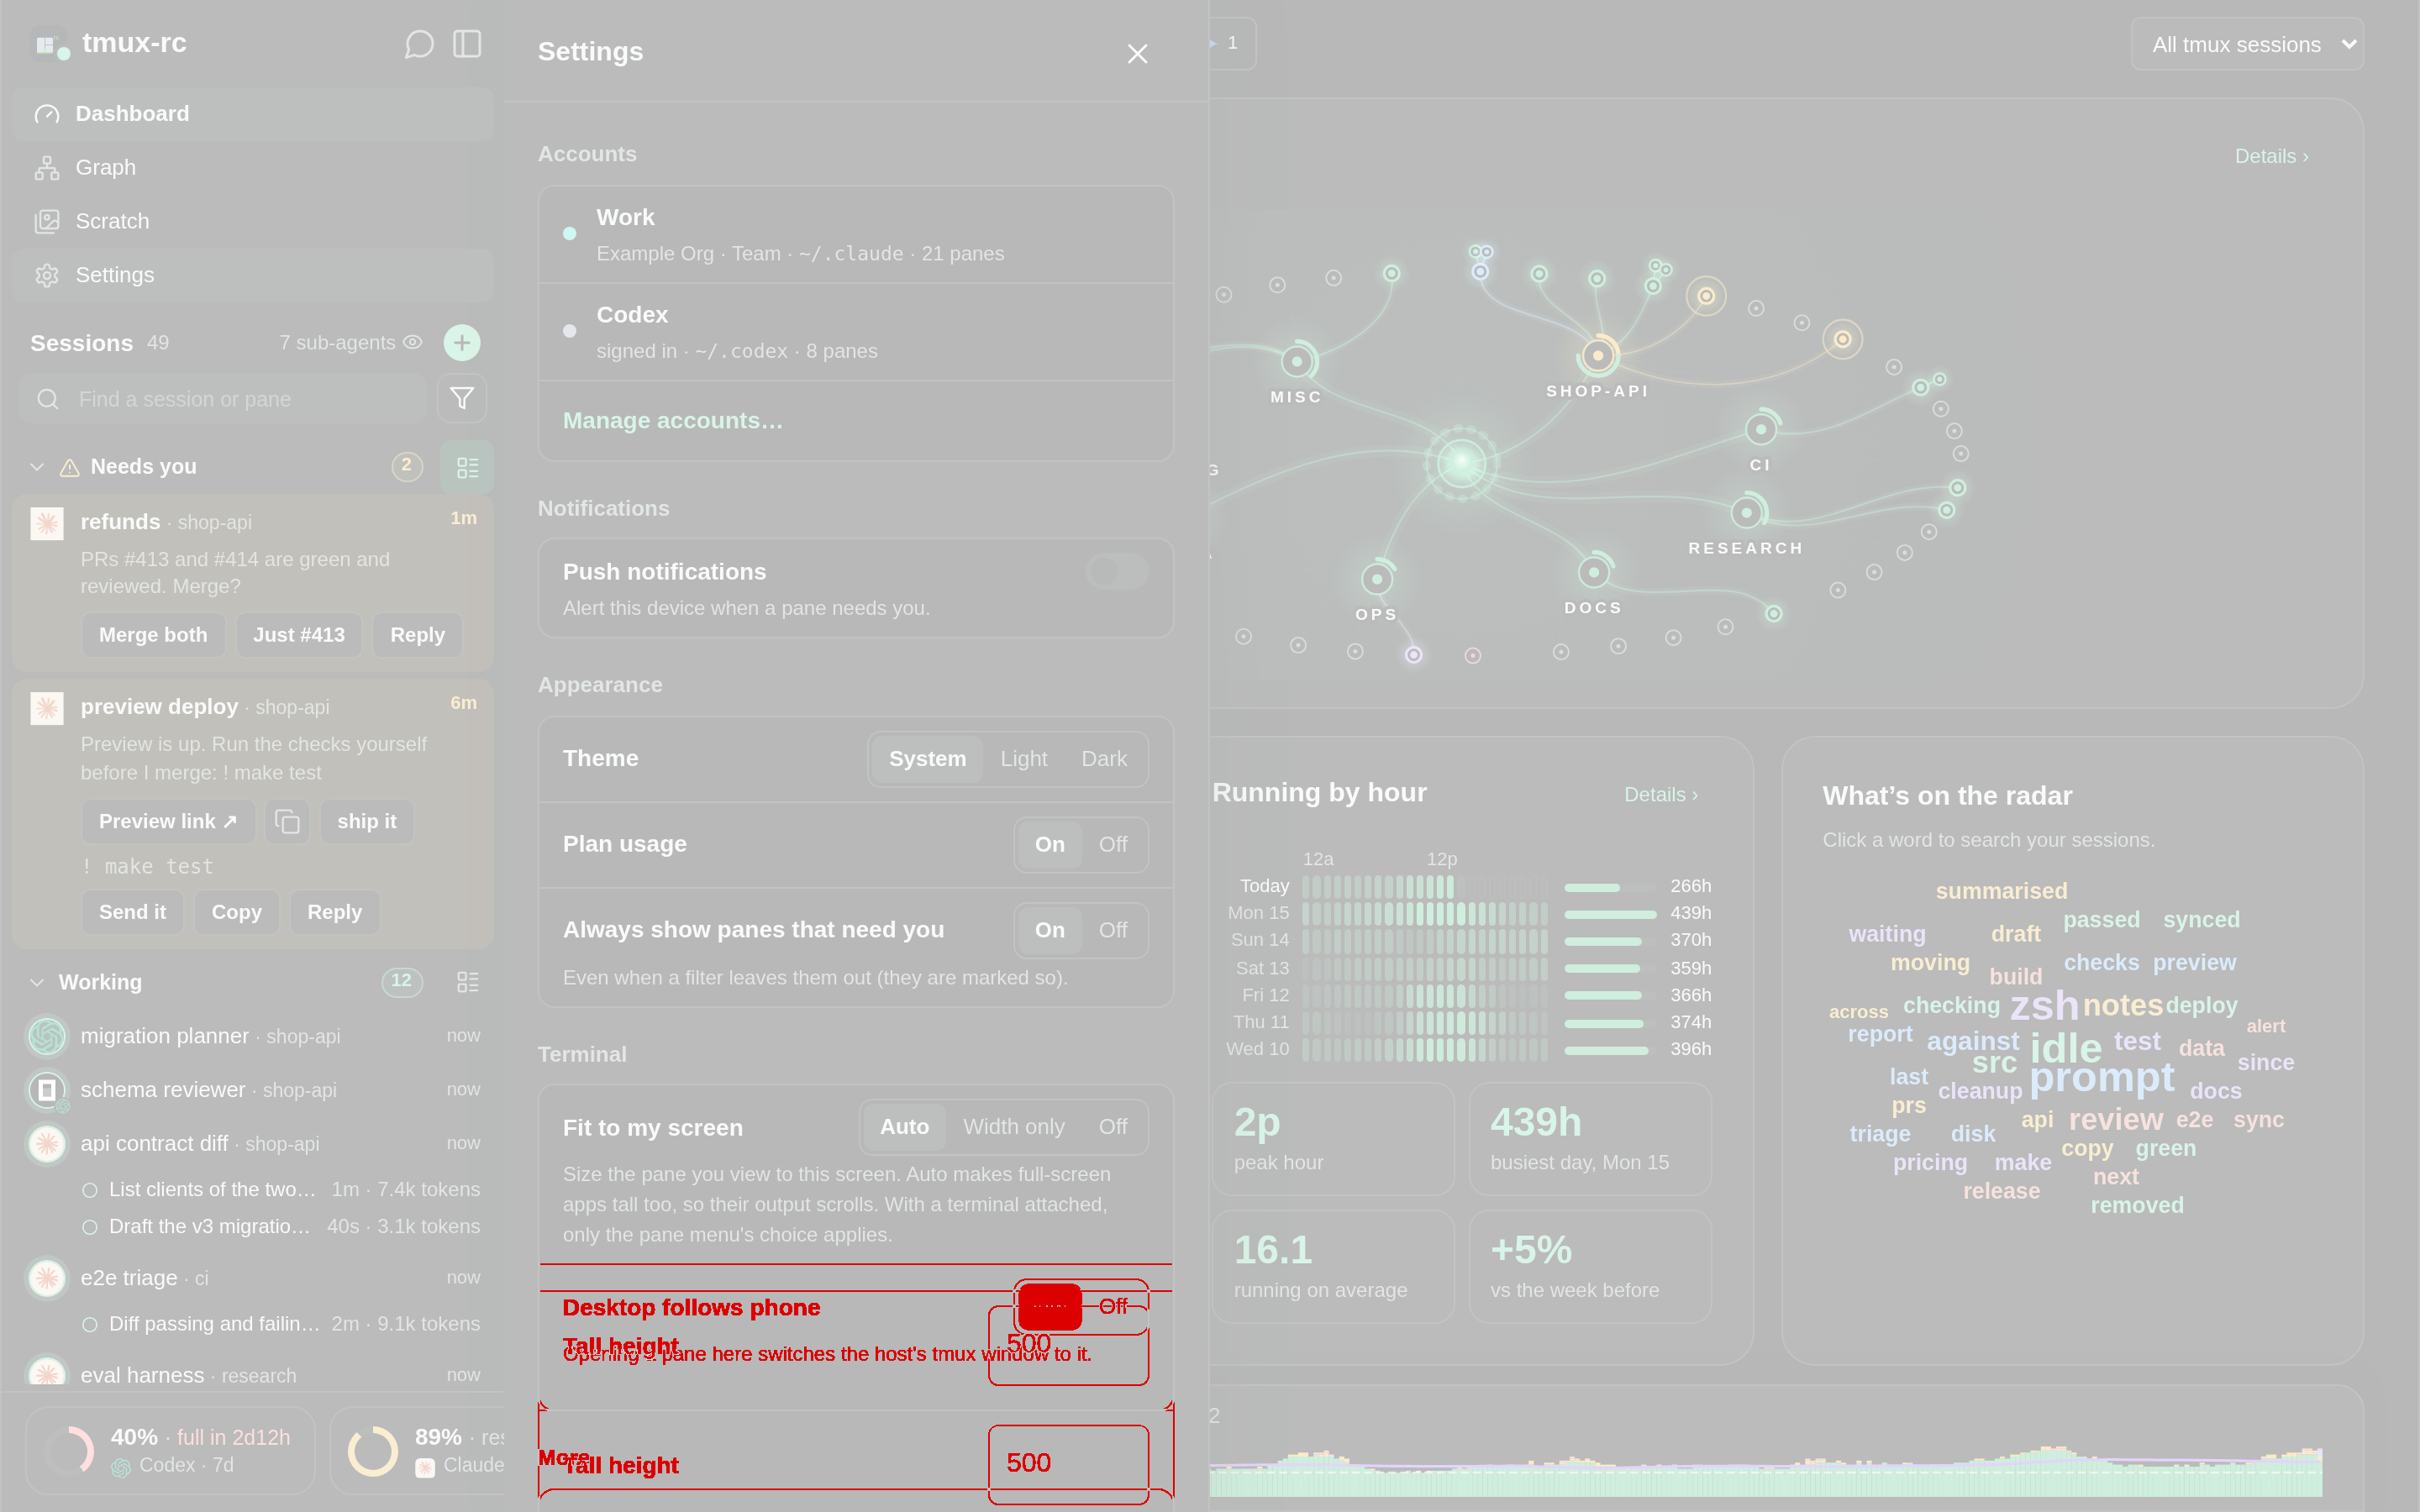 tmux-rc
Dashboard
Graph
Scratch
Settings
Sessions 49 7 sub-agents
Find a session or pane
Needs you 2
refunds · shop-api 1m
PRs #413 and #414 are green and
reviewed. Merge?
Merge both Just #413 Reply
preview deploy · shop-api 6m
Preview is up. Run the checks yourself
before I merge: ! make test
Preview link ↗ ship it
! make test
Send it Copy Reply
Working 12
migration planner · shop-api now
schema reviewer · shop-api now
api contract diff · shop-api now
List clients of the two… 1m · 7.4k tokens
Draft the v3 migratio… 40s · 3.1k tokens
e2e triage · ci now
Diff passing and failin… 2m · 9.1k tokens
eval harness · research now
40% · full in 2d12h
Codex · 7d
89% · res
Claude
Settings
Accounts
Work
Example Org · Team · ~/.claude · 21 panes
Codex
signed in · ~/.codex · 8 panes
Manage accounts…
Notifications
Push notifications
Alert this device when a pane needs you.
Appearance
Theme System Light Dark
Plan usage On Off
Always show panes that need you On Off
Even when a filter leaves them out (they are marked so).
Terminal
Fit to my screen Auto Width only Off
Size the pane you view to this screen. Auto makes full-screen
apps tall too, so their output scrolls. With a terminal attached,
only the pane menu's choice applies.
Desktop follows phone Off
Tall height 500
Opening a pane here switches the host's tmux window to it.
More
Tall height 500
1
All tmux sessions
Details ›
MISC
SHOP-API
CI
G
RESEARCH
OPS
DOCS
Running by hour Details ›
12a 12p
Today 266h
Mon 15 439h
Sun 14 370h
Sat 13 359h
Fri 12 366h
Thu 11 374h
Wed 10 396h
2p
peak hour
439h
busiest day, Mon 15
16.1
running on average
+5%
vs the week before
What’s on the radar
Click a word to search your sessions.
summarised
passed synced
waiting draft
moving checks preview
build
across checking zsh notes deploy
report against idle test data alert
src since
last cleanup prompt docs
prs api review e2e sync
triage disk copy green
pricing make next
release removed
2